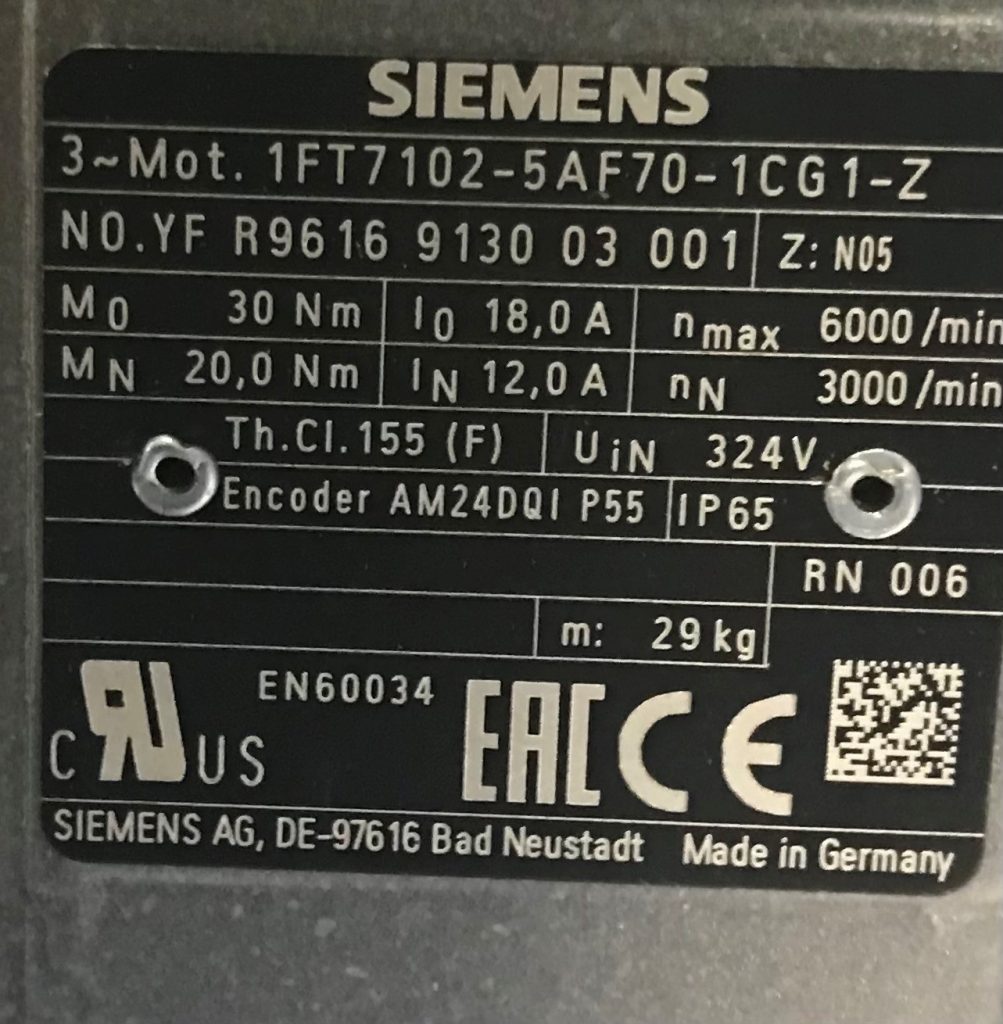 SIEMENS
3~Mot. 1FT7102-5AF70-1CG1-Z
NO.YF R9616 9130 03 001 Z: N05
M0 30 Nm I0 18,0 A nmax 6000/min
MN 20,0 Nm IN 12,0 A nN 3000/min
Th.Cl.155 (F) UiN 324V
Encoder AM24DQI P55 IP65
RN 006
m: 29kg
EN60034
C RU US EAC CE
SIEMENS AG, DE-97616 Bad Neustadt Made in Germany